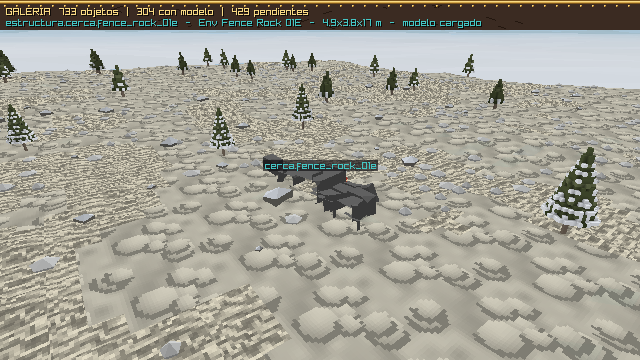 GALERIA 733 objetos | 304 con modelo | 429 pendientes
estructura.cerca.fence_rock_01e - Env Fence Rock 01E - 4.9x3.8x17 m - modelo cargado
cerca.fence_rock_01e